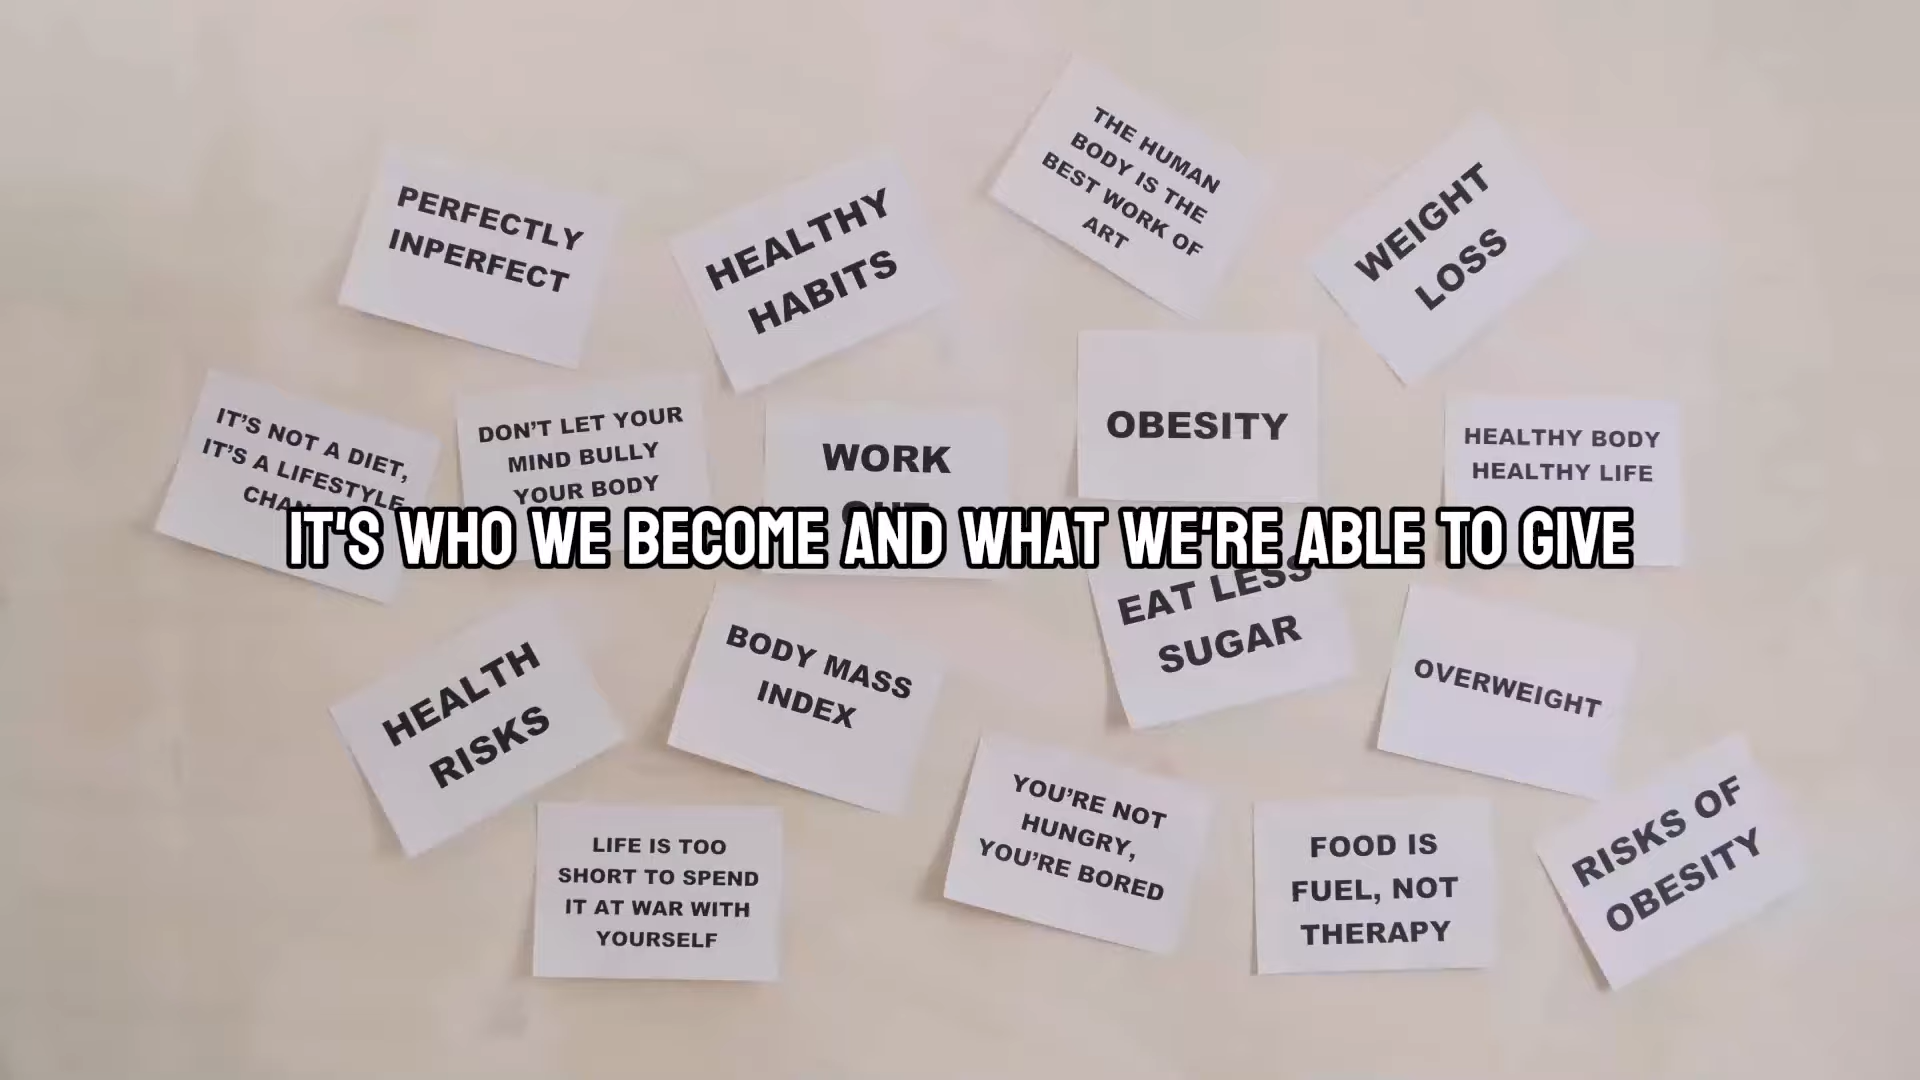 THE HUMAN
BODY IS THE
BEST WORK OF
ART
PERFECTLY
INPERFECT
HEALTHY
HABITS
WEIGHT
LOSS
IT'S NOT A DIET,
IT'S A LIFESTYLE
DON'T LET YOUR
MIND BULLY
YOUR BODY
WORK
OBESITY
HEALTHY BODY
HEALTHY LIFE
IT'S WHO WE BECOME AND WHAT WE'RE ABLE TO GIVE
EAT LESS
SUGAR
HEALTH
RISKS
BODY MASS
INDEX
OVERWEIGHT
YOU'RE NOT
HUNGRY,
YOU'RE BORED
LIFE IS TOO
SHORT TO SPEND
IT AT WAR WITH
YOURSELF
FOOD IS
FUEL, NOT
THERAPY
RISKS OF
OBESITY